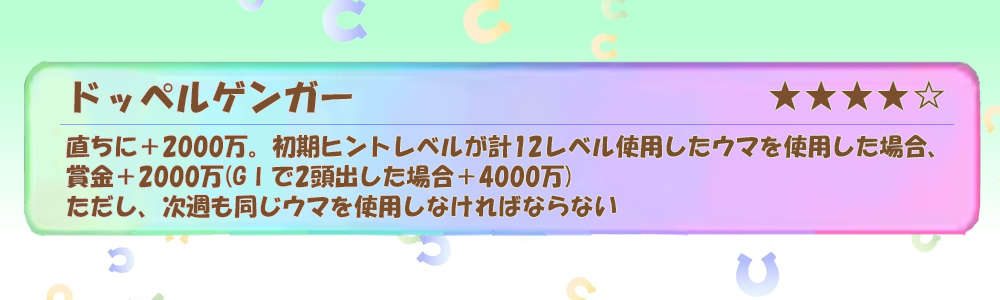 ドッペルゲンガー ★★★★☆
直ちに＋2000万。初期ヒントレベルが計12レベル使用したウマを使用した場合、
賞金＋2000万(GⅠで2頭出した場合＋4000万)
ただし、次週も同じウマを使用しなければならない